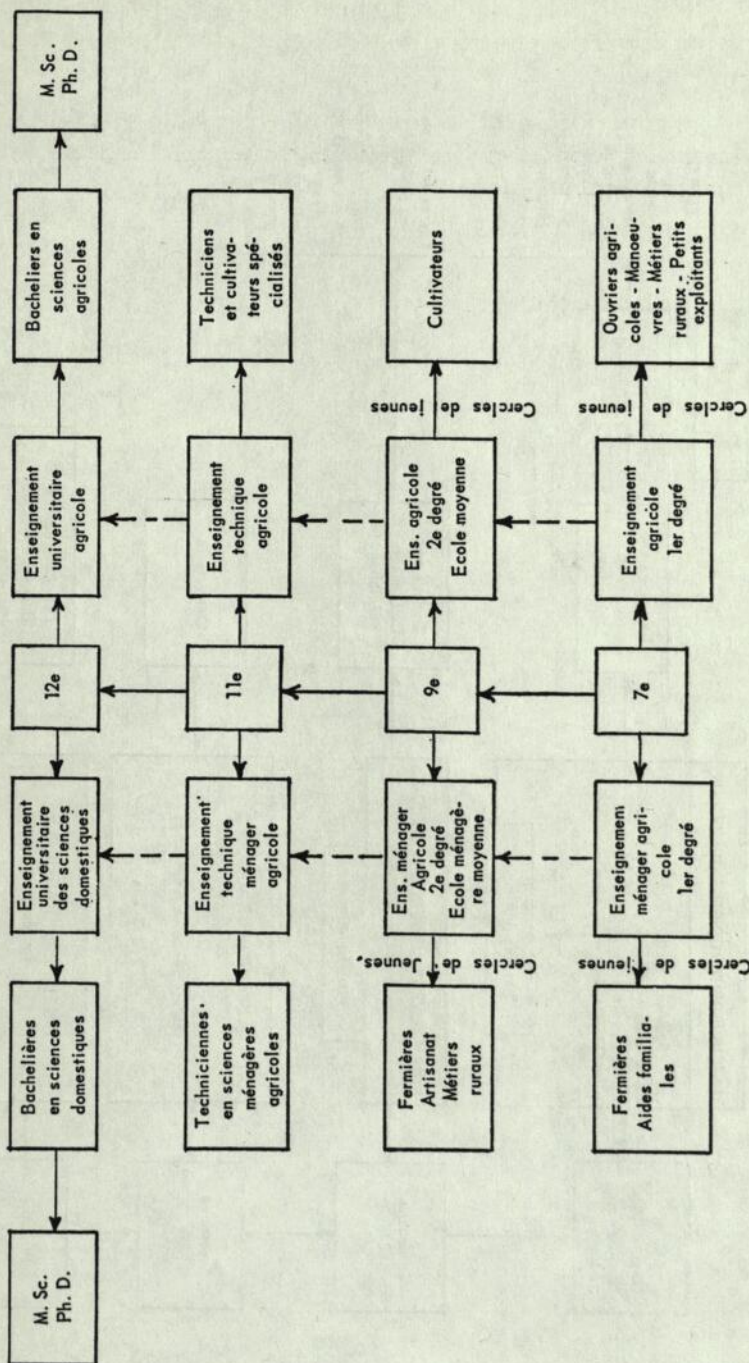 M. Sc.
Ph. D.
Bachelières
en sciences
domestiques
Enseignement
universitaire
des sciences
domestiques
12e
Enseignement
universitaire
agricole
Bacheliers en
sciences
agricoles
M. Sc.
Ph. D.
Techniciennes
en sciences
ménagères
agricoles
Enseignement
technique
ménager
agricole
11e
Enseignement
technique
agricole
Techniciens
et cultiva-
teurs spé-
cialisés
Fermières
Artisanat
Métiers
ruraux
Cercles de Jeunes,
Ens. ménager
Agricole
2e degré
Ecole ménagè-
re moyenne
9e
Ens. agricole
2e degré
Ecole moyenne
Cercles de jeunes
Cultivateurs
Fermières
Aides familia-
les
Cercles de jeunes
Enseignement
ménager agri-
cole
1er degré
7e
Enseignement
agricole
1er degré
Cercles de jeunes
Ouvriers agri-
coles - Manoeu-
vres - Métiers
ruraux - Petits
exploitants